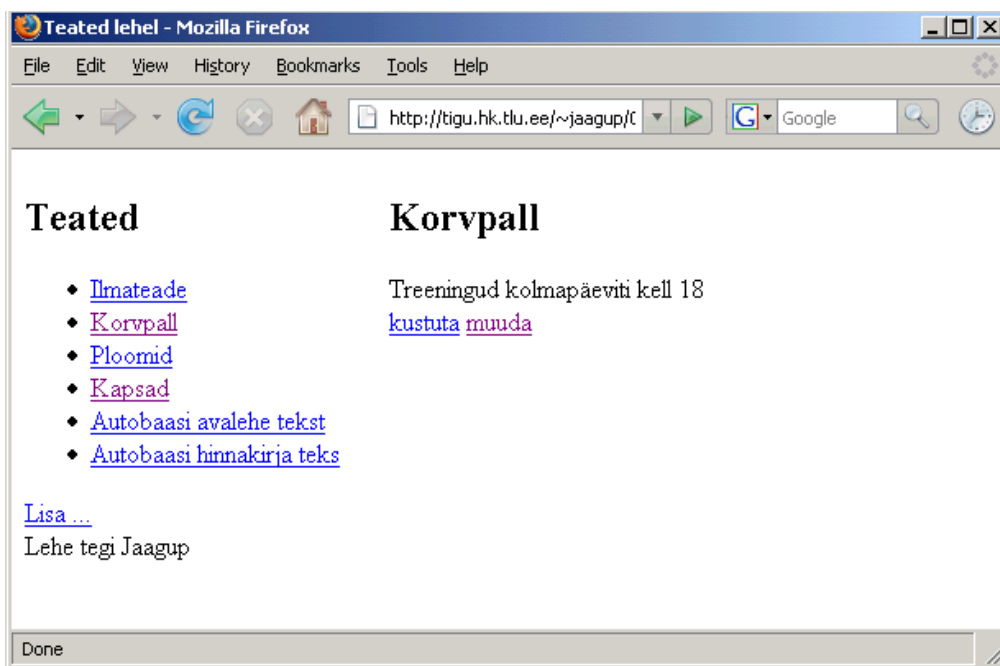 Teated lehel - Mozilla Firefox
File Edit View History Bookmarks Tools Help
http://tigu.hk.tlu.ee/~jaagup/0 G Google
Teated
Ilmateade
Korvpall
Ploomid
Kapsad
Autobaasi avalehe tekst
Autobaasi hinnakirja teks
Lisa ...
Lehe tegi Jaagup
Korvpall
Treeningud kolmapäeviti kell 18
kustuta muuda
Done